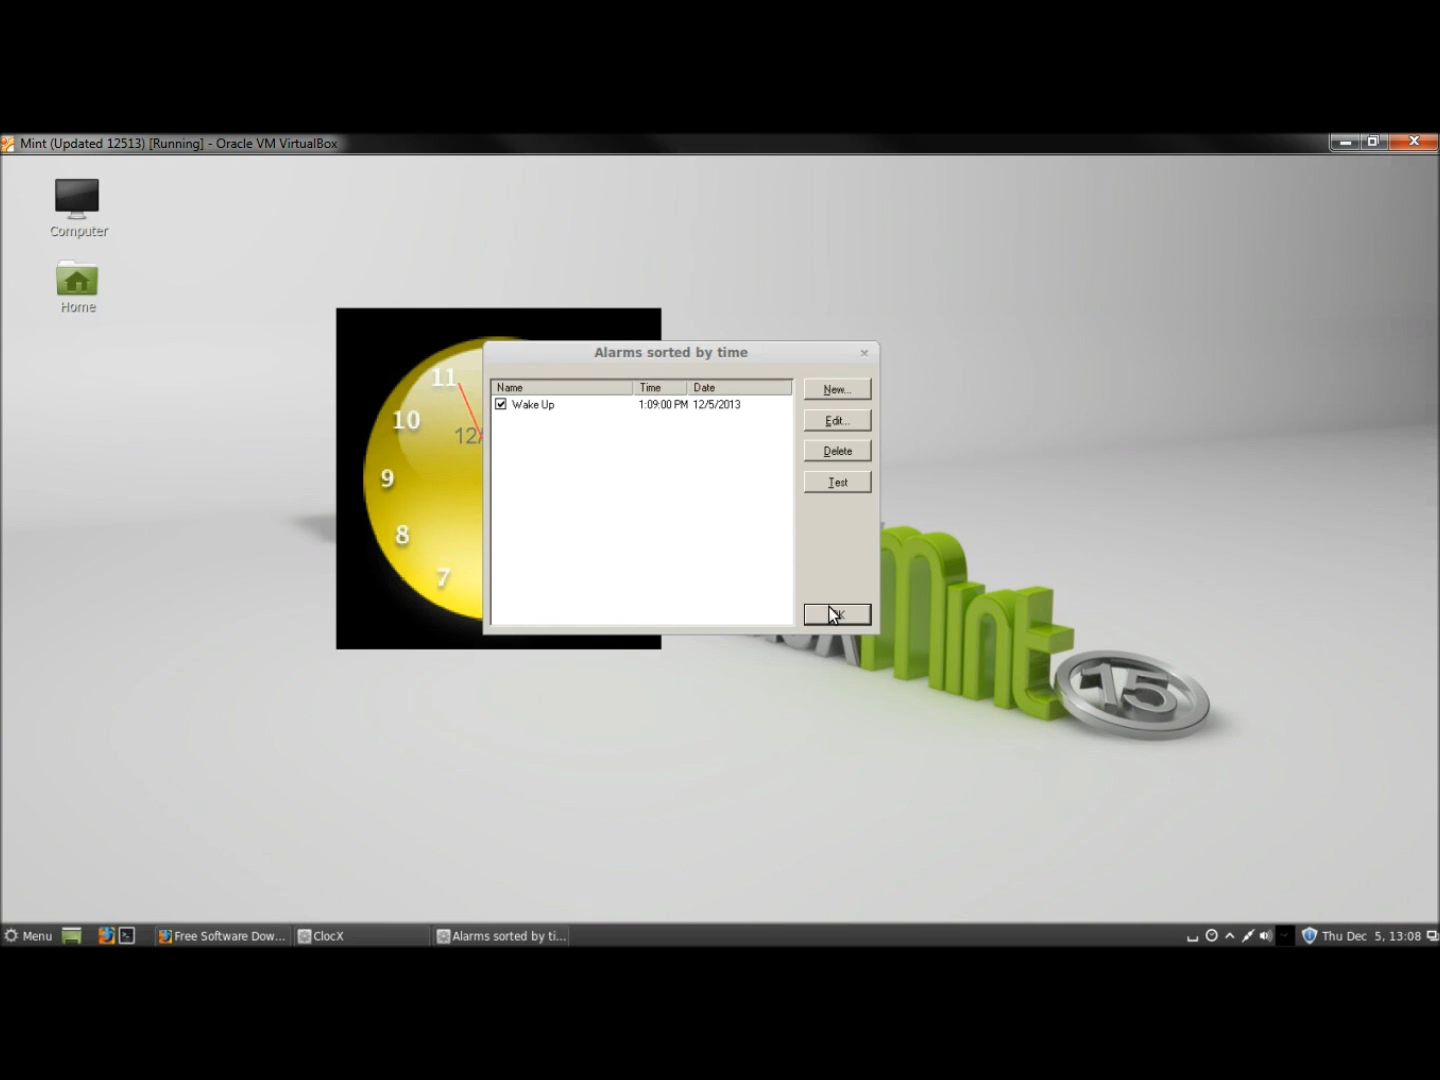 Mint (Updated 12513) [Running] - Oracle VM VirtualBox
Computer
Home
11
10
9
8
7
12/
Alarms sorted by time
Name Time Date
Wake Up 1:09:00 PM 12/5/2013
New...
Edit...
Delete
Test
Mint
15
Menu
Free Software Dow...
ClocX
Alarms sorted by ti...
Thu Dec 5, 13:08